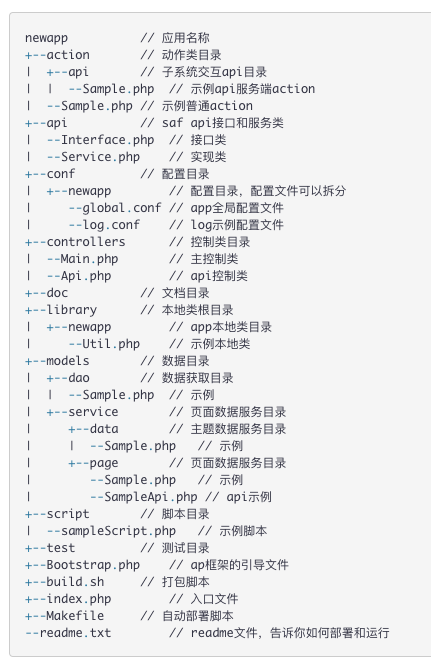 newapp          // 应用名称
+--action       // 动作类目录
|  +--api       // 子系统交互api目录
|  |  --Sample.php  // 示例api服务端action
|  --Sample.php // 示例普通action
+--api          // saf api接口和服务类
|  --Interface.php  // 接口类
|  --Service.php    // 实现类
+--conf         // 配置目录
|  +--newapp        // 配置目录，配置文件可以拆分
|     --global.conf // app全局配置文件
|     --log.conf    // log示例配置文件
+--controllers      // 控制类目录
|  --Main.php       // 主控制类
|  --Api.php        // api控制类
+--doc          // 文档目录
+--library      // 本地类根目录
|  +--newapp        // app本地类目录
|     --Util.php    // 示例本地类
+--models       // 数据目录
|  +--dao       // 数据获取目录
|  |  --Sample.php  // 示例
|  +--service       // 页面数据服务目录
|     +--data       // 主题数据服务目录
|     |  --Sample.php   // 示例
|     +--page       // 页面数据服务目录
|        --Sample.php   // 示例
|        --SampleApi.php // api示例
+--script       // 脚本目录
|  --sampleScript.php   // 示例脚本
+--test         // 测试目录
+--Bootstrap.php    // ap框架的引导文件
+--build.sh     // 打包脚本
+--index.php        // 入口文件
+--Makefile     // 自动部署脚本
--readme.txt        // readme文件，告诉你如何部署和运行